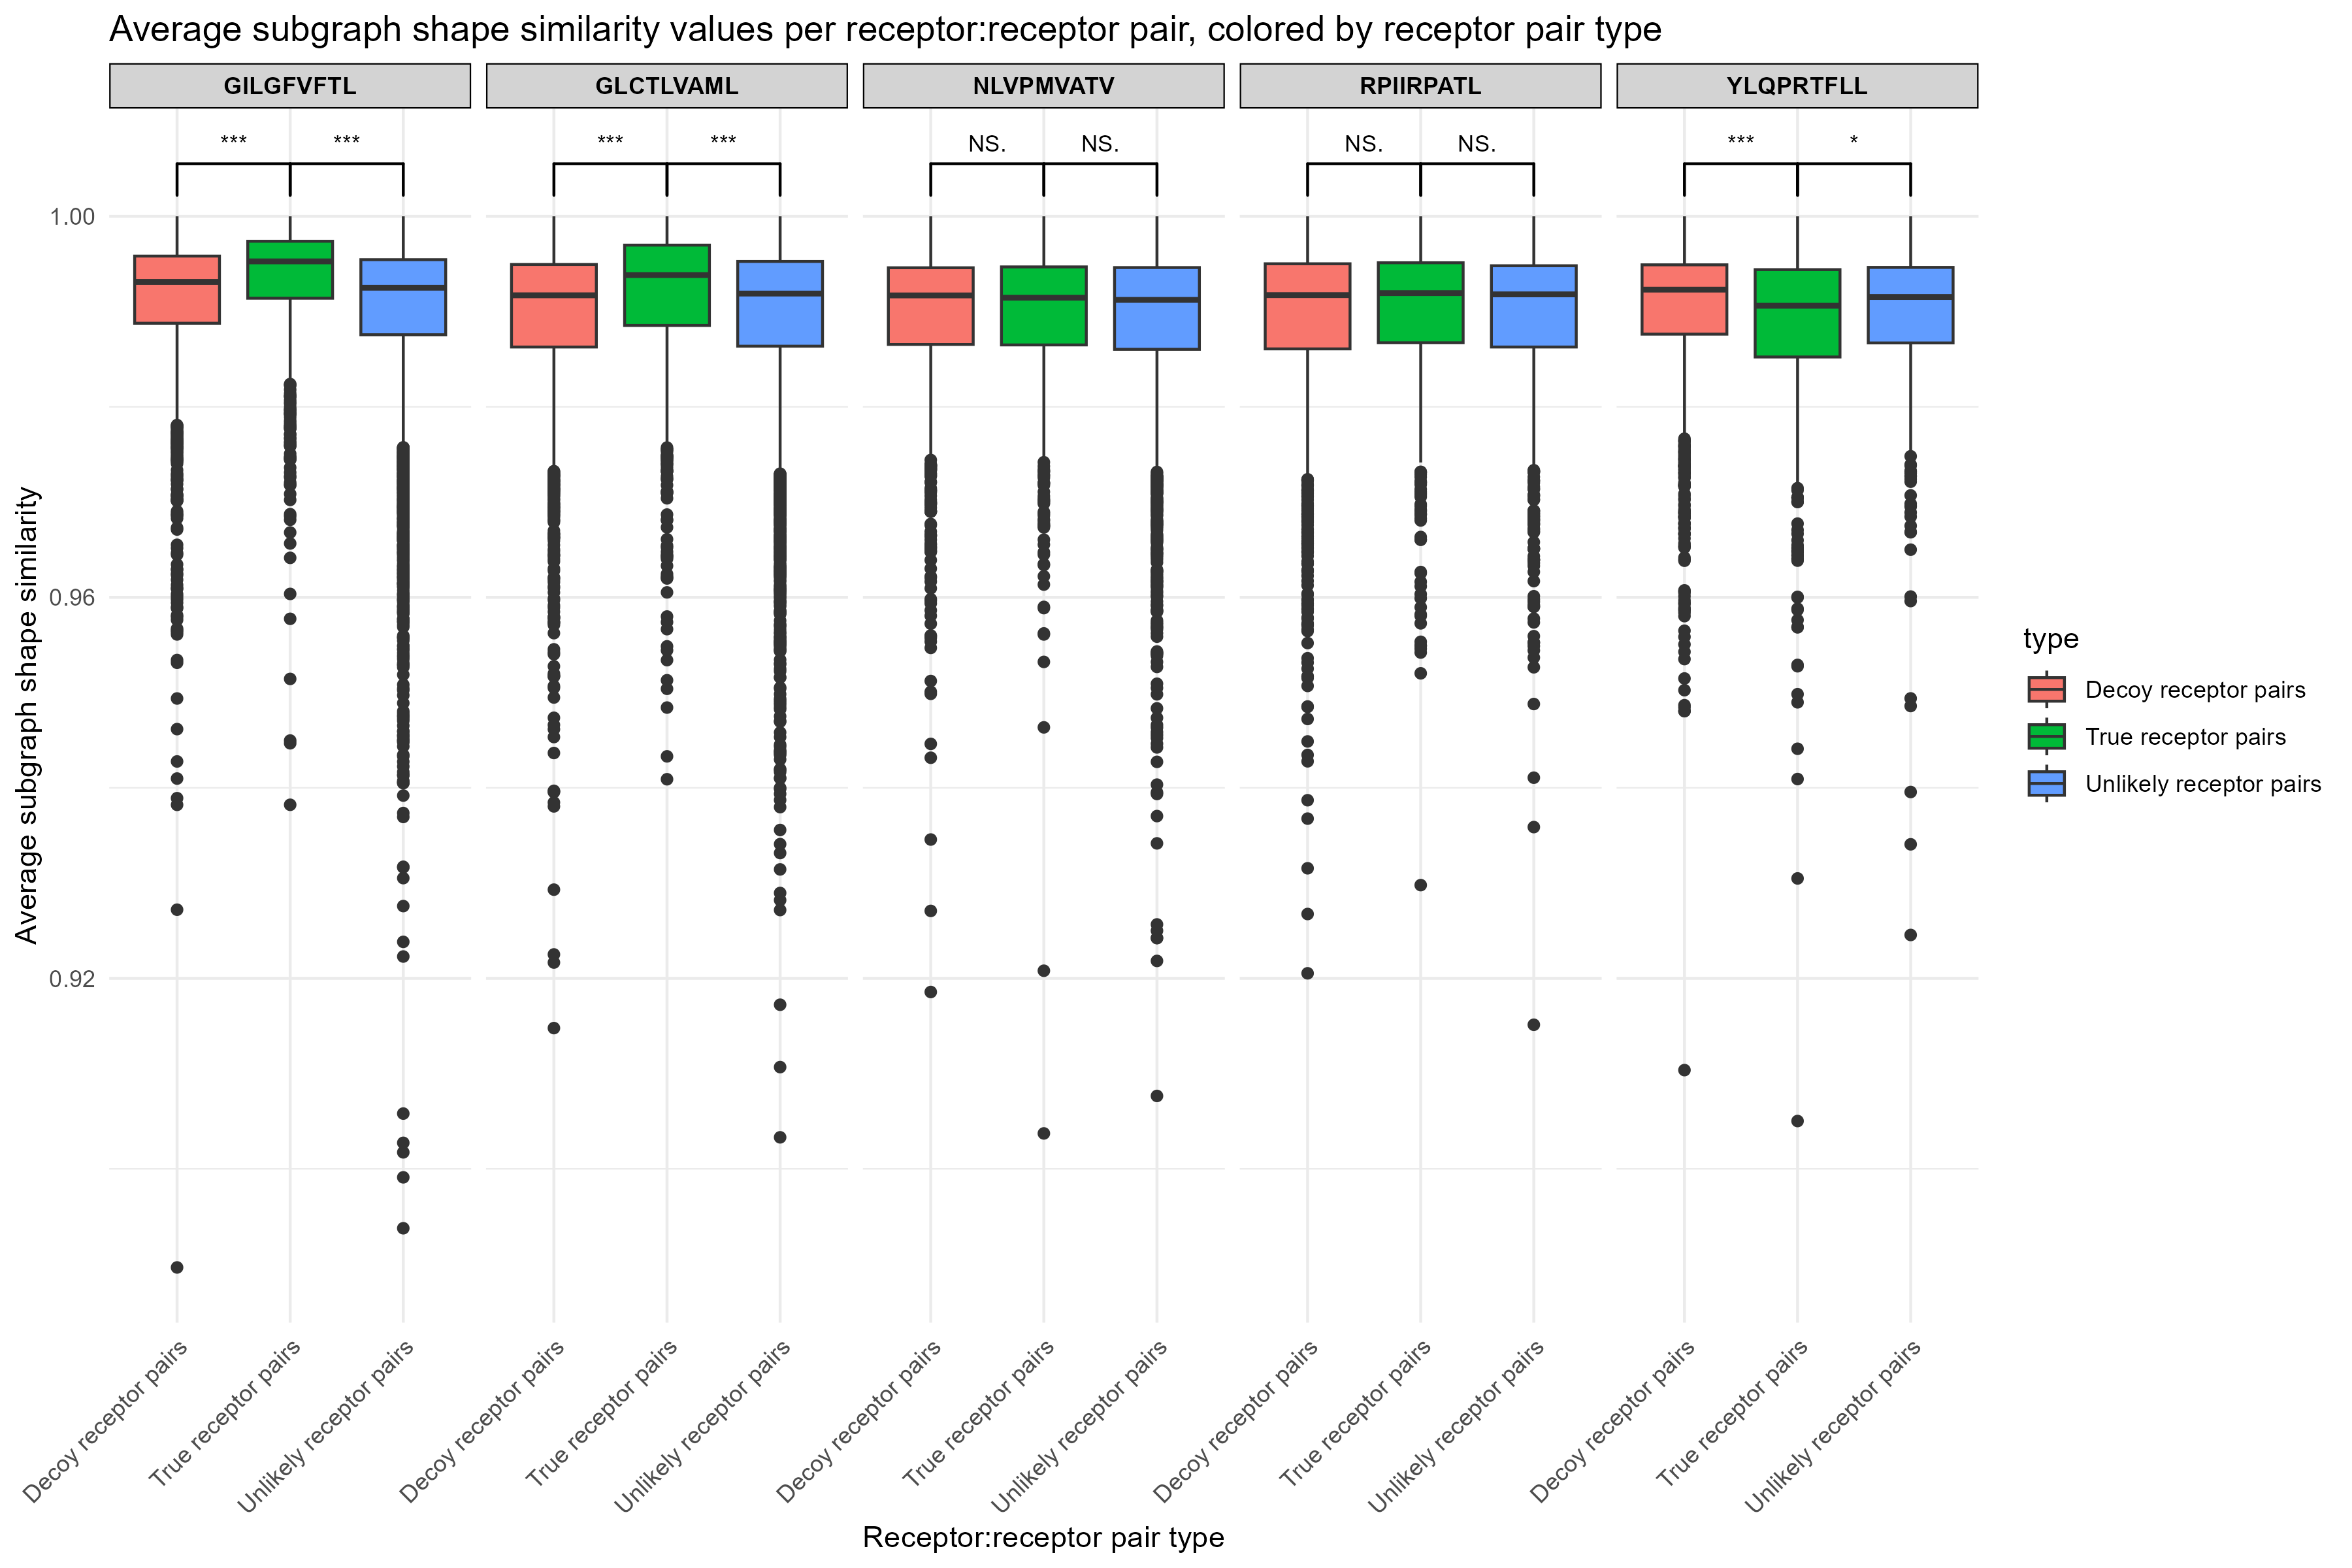 Average subgraph shape similarity values per receptor:receptor pair, colored by receptor pair type
GILGFVFTL
GLCTLVAML
NLVPMVATV
RPIIRPATL
YLQPRTFLL
*** ***
*** ***
NS. NS.
NS. NS.
*** *
1.00
0.96
0.92
Average subgraph shape similarity
Decoy receptor pairs
True receptor pairs
Unlikely receptor pairs
Decoy receptor pairs
True receptor pairs
Unlikely receptor pairs
Decoy receptor pairs
True receptor pairs
Unlikely receptor pairs
Decoy receptor pairs
True receptor pairs
Unlikely receptor pairs
Decoy receptor pairs
True receptor pairs
Unlikely receptor pairs
Receptor:receptor pair type
type
Decoy receptor pairs
True receptor pairs
Unlikely receptor pairs